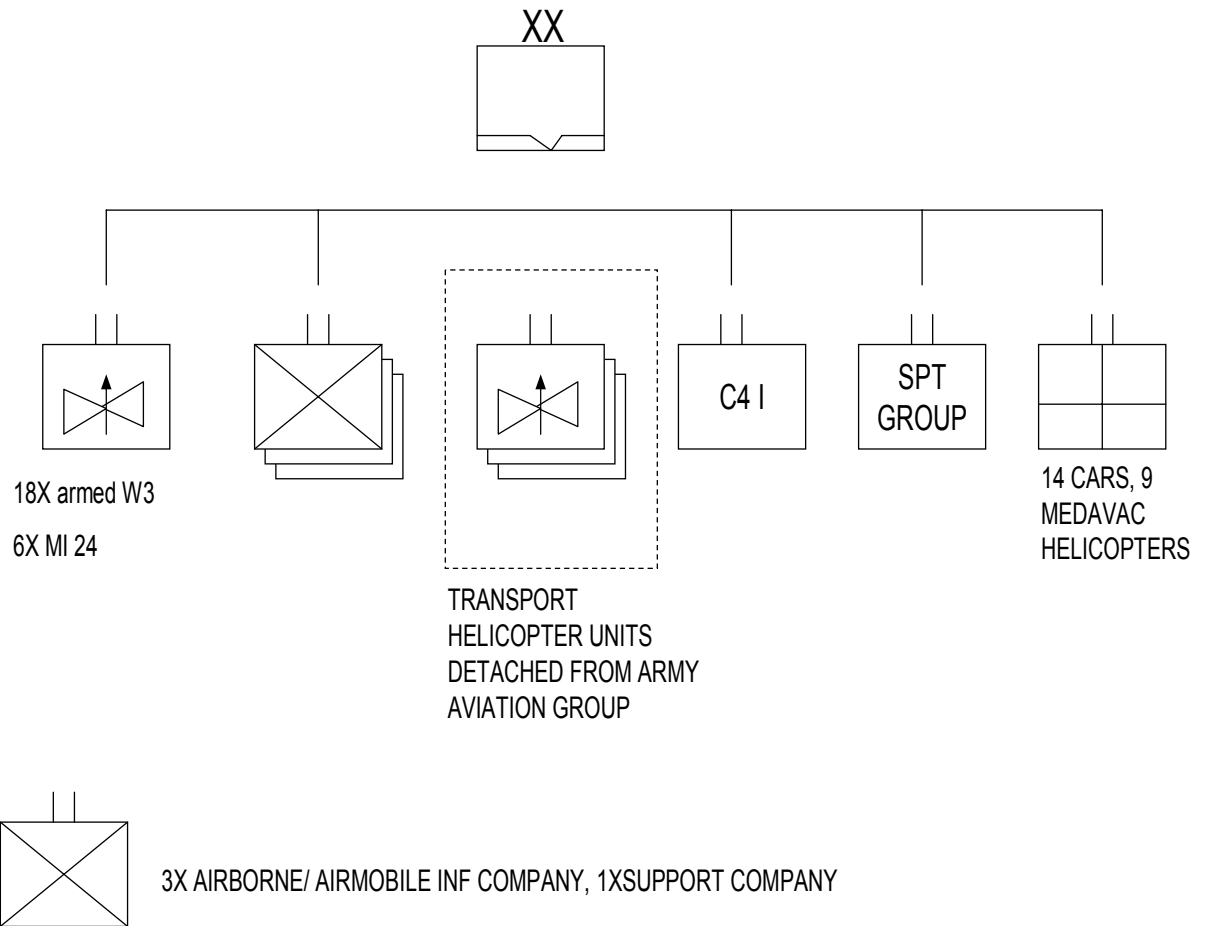 XX
C4 I
SPT
GROUP
18X armed W3
6X MI 24
14 CARS, 9
MEDAVAC
HELICOPTERS
TRANSPORT
HELICOPTER UNITS
DETACHED FROM ARMY
AVIATION GROUP
3X AIRBORNE/ AIRMOBILE INF COMPANY, 1XSUPPORT COMPANY